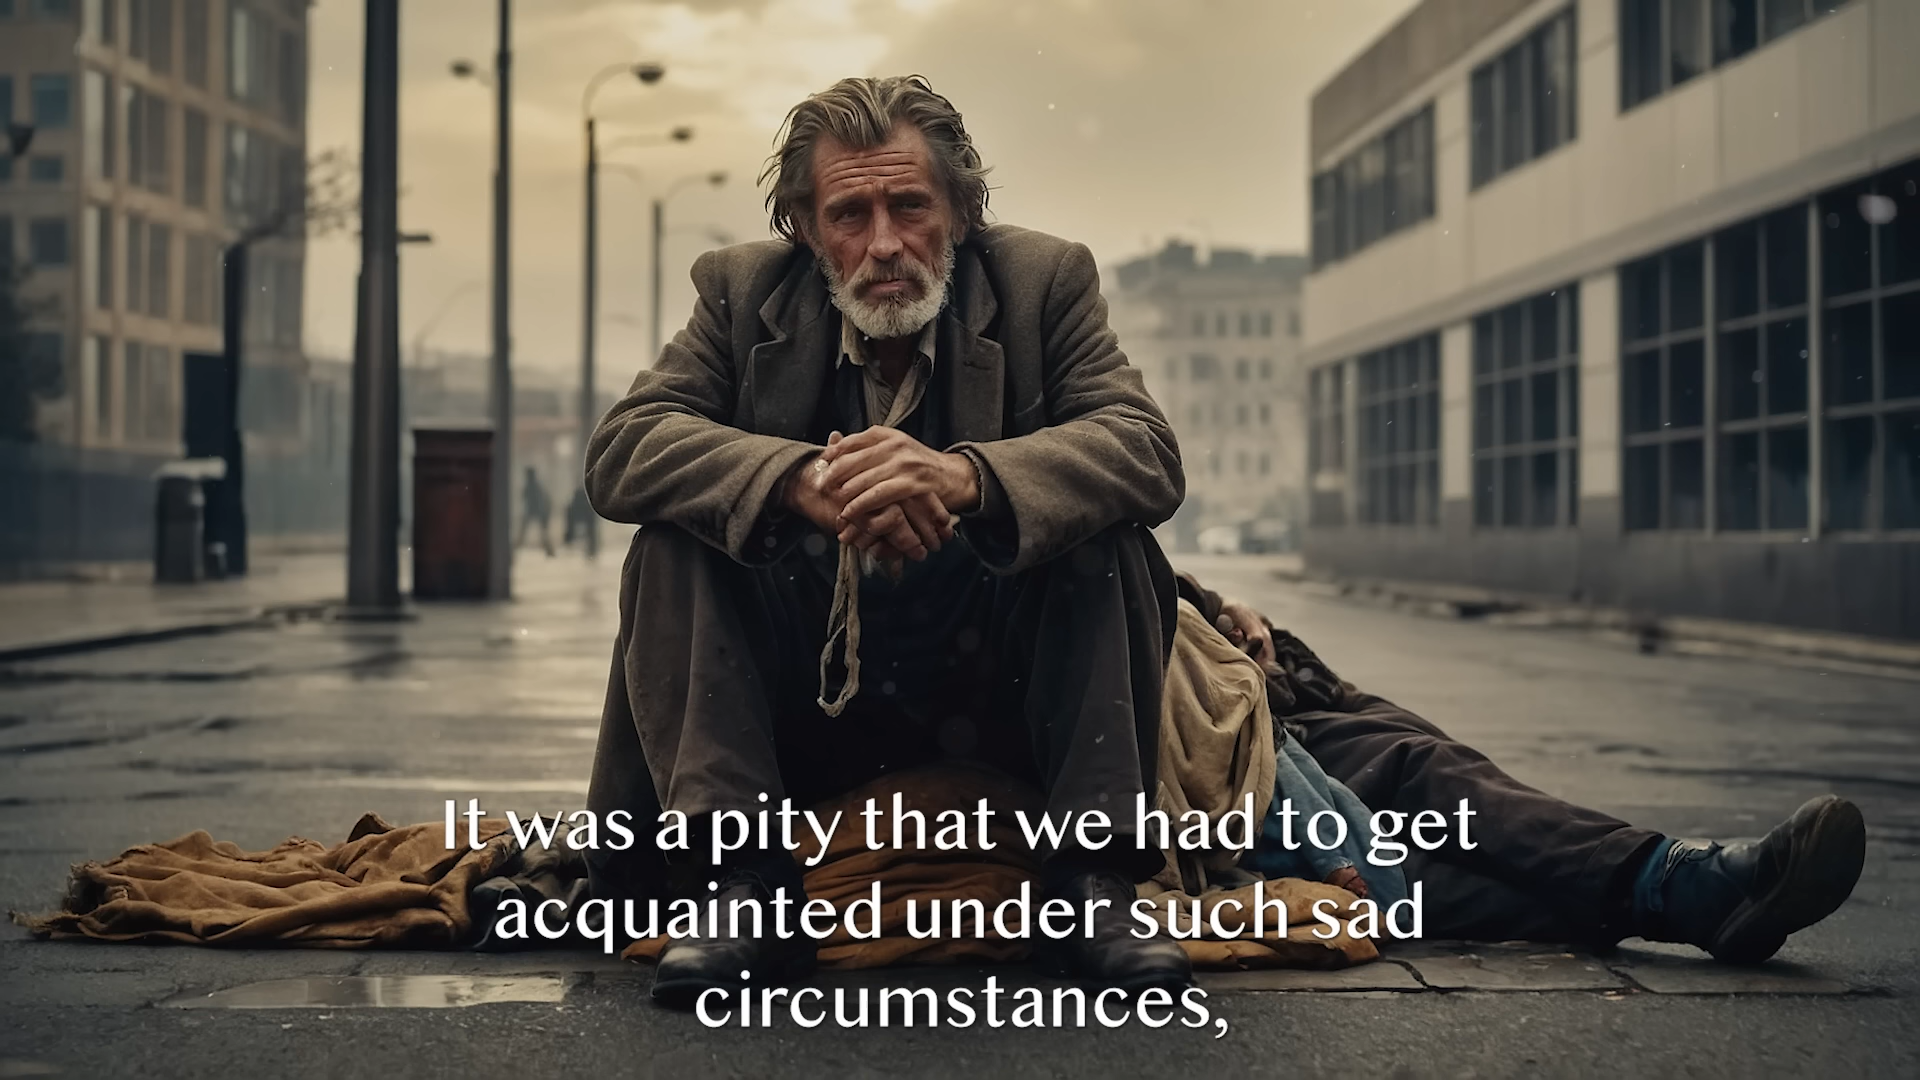 It was a pity that we had to get
acquainted under such sad
circumstances,